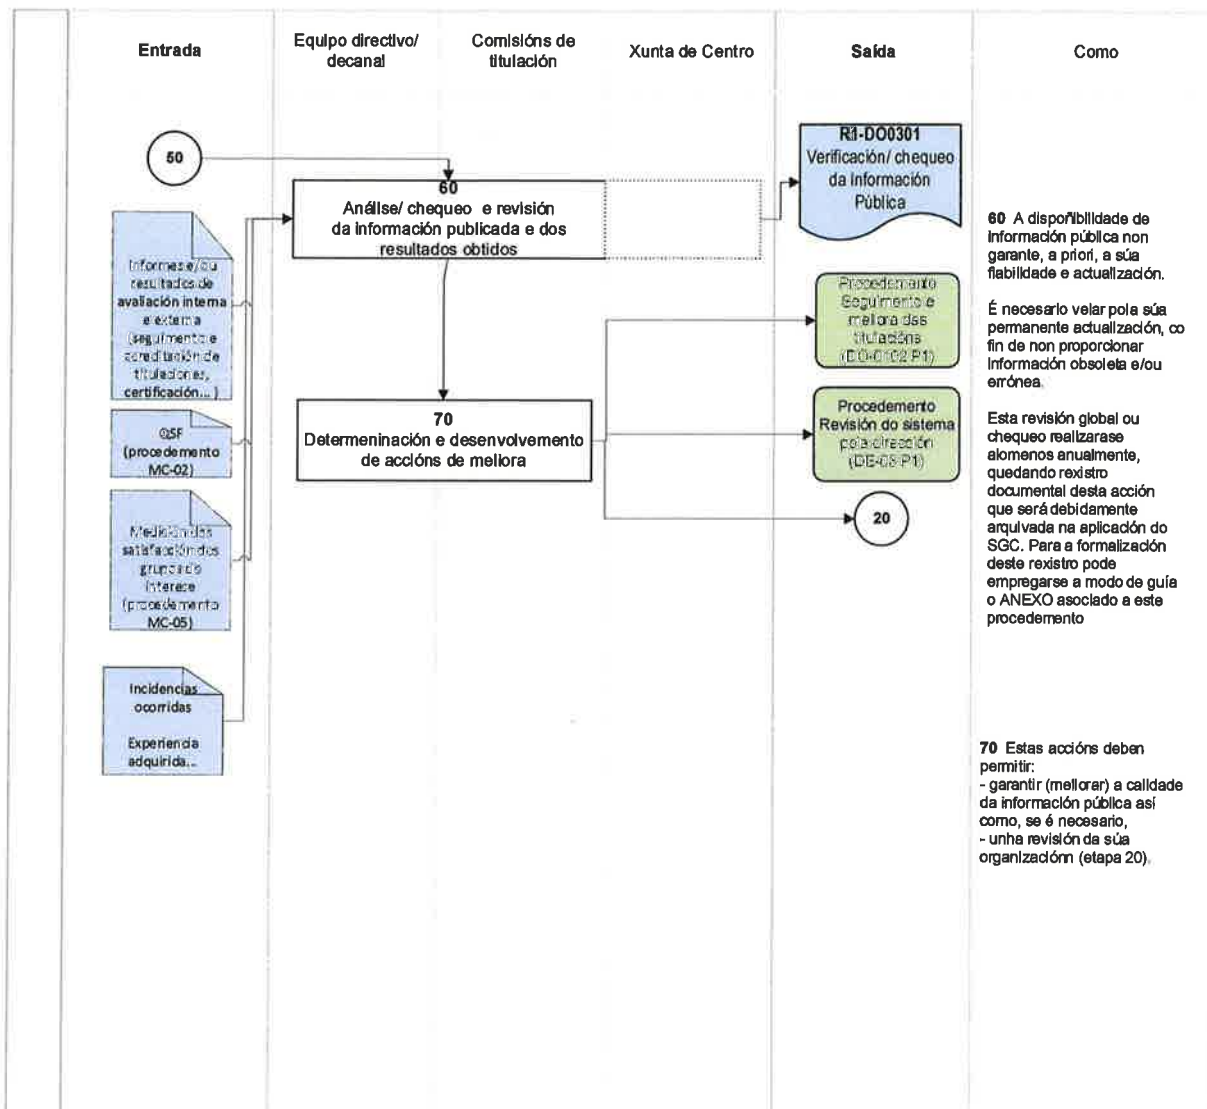 Entrada
Equipo directivo/
decanal
Comisións de
titulación
Xunta de Centro
Saída
Como
50
60
Análise/ chequeo e revisión
da información publicada e dos
resultados obtidos
R1-DO0301
Verificación/ chequeo
da Información
Pública
Informes e/ou
resultados de
avaliación interna
e externa
(seguimento e
acreditación de
titulaciones,
certificación... )
QSF
(procedemento
MC-02)
Medición das
satisfacción dos
grupos de
interese
(procedemento
MC-05)
Incidencias
ocorridas
Experiencia
adquirida...
70
Determeninación e desenvolvemento
de accións de mellora
Procedemento
Seguimento e
mellora das
titulacións
(DO-0102 P1)
Procedemento
Revisión do sistema
pola dirección
(DE-03 P1)
20
60 A dispoñibilidade de
información pública non
garante, a priori, a súa
fiabilidade e actualización.
É necesario velar pola súa
permanente actualización, co
fin de non proporcionar
información obsoleta e/ou
errónea.
Esta revisión global ou
chequeo realizarase
alomenos anualmente,
quedando rexistro
documental desta acción
que será debidamente
arquivada na aplicación do
SGC. Para a formalización
deste rexistro pode
empregarse a modo de guía
o ANEXO asociado a este
procedemento
70 Estas accións deben
permitir:
- garantir (mellorar) a calidade
da información pública así
como, se é necesario,
- unha revisión da súa
organizaciónn (etapa 20).